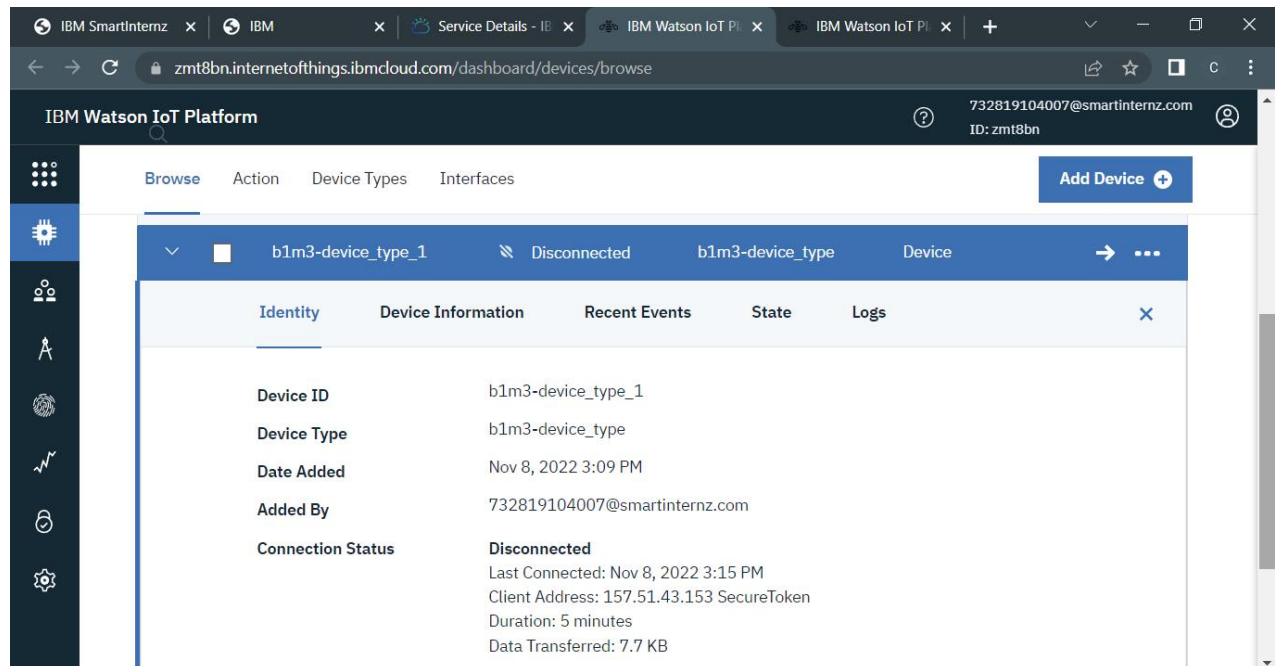 IBM SmartInternz
IBM
Service Details - IB
IBM Watson IoT Pl
IBM Watson IoT Pl
zmt8bn.internetofthings.ibmcloud.com/dashboard/devices/browse
C
IBM Watson IoT Platform
732819104007@smartinternz.com
ID: zmt8bn
Browse Action Device Types Interfaces
Add Device
b1m3-device_type_1 Disconnected b1m3-device_type Device
Identity Device Information Recent Events State Logs
Device ID b1m3-device_type_1
Device Type b1m3-device_type
Date Added Nov 8, 2022 3:09 PM
Added By 732819104007@smartinternz.com
Connection Status Disconnected
Last Connected: Nov 8, 2022 3:15 PM
Client Address: 157.51.43.153 SecureToken
Duration: 5 minutes
Data Transferred: 7.7 KB